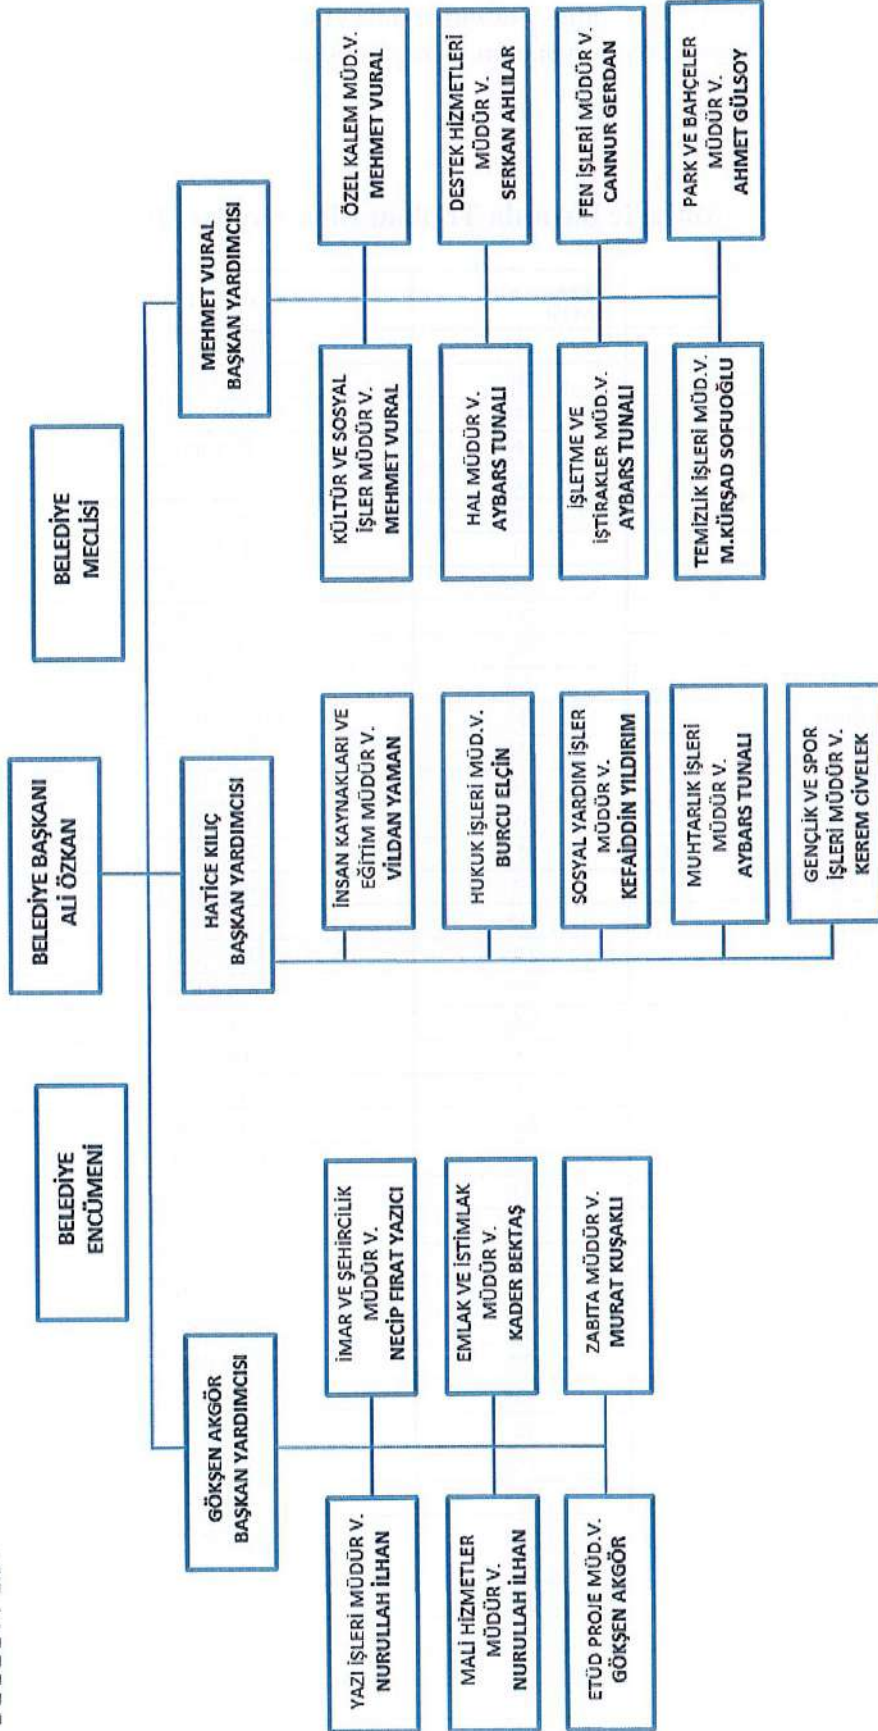 BELEDİYE BAŞKANI
ALİ ÖZKAN
BELEDİYE
ENCÜMENİ
BELEDİYE
MECLİSİ
GÖKŞEN AKGÖR
BAŞKAN YARDIMCISI
HATİCE KILIÇ
BAŞKAN YARDIMCISI
MEHMET VURAL
BAŞKAN YARDIMCISI
YAZI İŞLERİ MÜDÜR V.
NURULLAH İLHAN
İMAR VE ŞEHİRCİLİK
MÜDÜR V.
NECİP FIRAT YAZICI
MALİ HİZMETLER
MÜDÜR V.
NURULLAH İLHAN
EMLAK VE İSTİMLAK
MÜDÜR V.
KADER BEKTAŞ
ETÜD PROJE MÜD.V.
GÖKŞEN AKGÖR
ZABITA MÜDÜR V.
MURAT KUŞAKLI
İNSAN KAYNAKLARI VE
EĞİTİM MÜDÜR V.
VİLDAN YAMAN
HUKUK İŞLERİ MÜD.V.
BURCU ELÇİN
SOSYAL YARDIM İŞLER
MÜDÜR V.
KEFAİDDİN YILDIRIM
MUHTARLIK İŞLERİ
MÜDÜR V.
AYBARS TUNALI
GENÇLİK VE SPOR
İŞLERİ MÜDÜR V.
KEREM CİVELEK
KÜLTÜR VE SOSYAL
İŞLER MÜDÜR V.
MEHMET VURAL
ÖZEL KALEM MÜD.V.
MEHMET VURAL
HAL MÜDÜR V.
AYBARS TUNALI
DESTEK HİZMETLERİ
MÜDÜR V.
SERKAN AHLILAR
İŞLETME VE
İŞTİRAKLER MÜD.V.
AYBARS TUNALI
FEN İŞLERİ MÜDÜR V.
CANNUR GERDAN
TEMİZLİK İŞLERİ MÜD.V.
M.KÜRŞAD SOFUOĞLU
PARK VE BAHÇELER
MÜDÜR V.
AHMET GÜLSOY